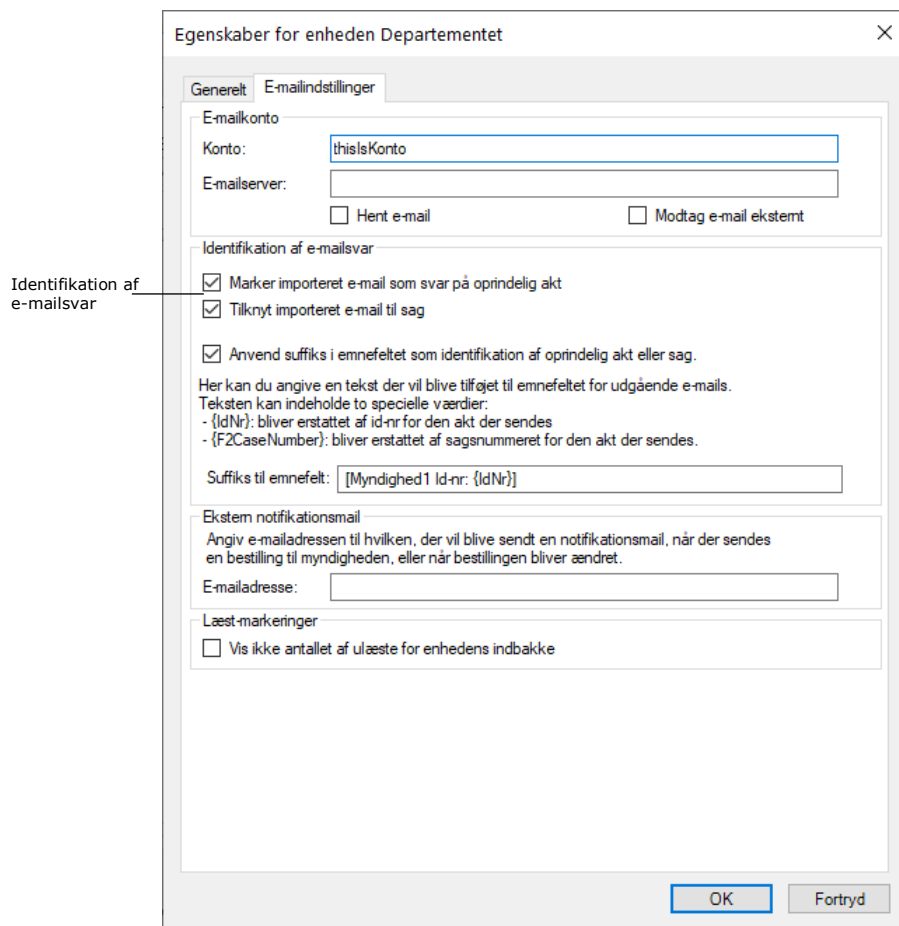 Egenskaber for enheden Departementet
Generelt E-mailindstillinger
E-mailkonto
Konto: thisIsKonto
E-mailserver:
Hent e-mail Modtag e-mail eksternt
Identifikation af e-mailsvar
Identifikation af
e-mailsvar
Marker importeret e-mail som svar på oprindelig akt
Tilknyt importeret e-mail til sag
Anvend suffiks i emnefeltet som identifikation af oprindelig akt eller sag.
Her kan du angive en tekst der vil blive tilføjet til emnefeltet for udgående e-mails.
Teksten kan indeholde to specielle værdier:
- {IdNr}: bliver erstattet af id-nr for den akt der sendes
- {F2CaseNumber}: bliver erstattet af sagsnummeret for den akt der sendes.
Suffiks til emnefelt: [Myndighed1 Id-nr: {IdNr}]
Ekstern notifikationsmail
Angiv e-mailadressen til hvilken, der vil blive sendt en notifikationsmail, når der sendes
en bestilling til myndigheden, eller når bestillingen bliver ændret.
E-mailadresse:
Læst-markeringer
Vis ikke antallet af ulæste for enhedens indbakke
OK Fortryd